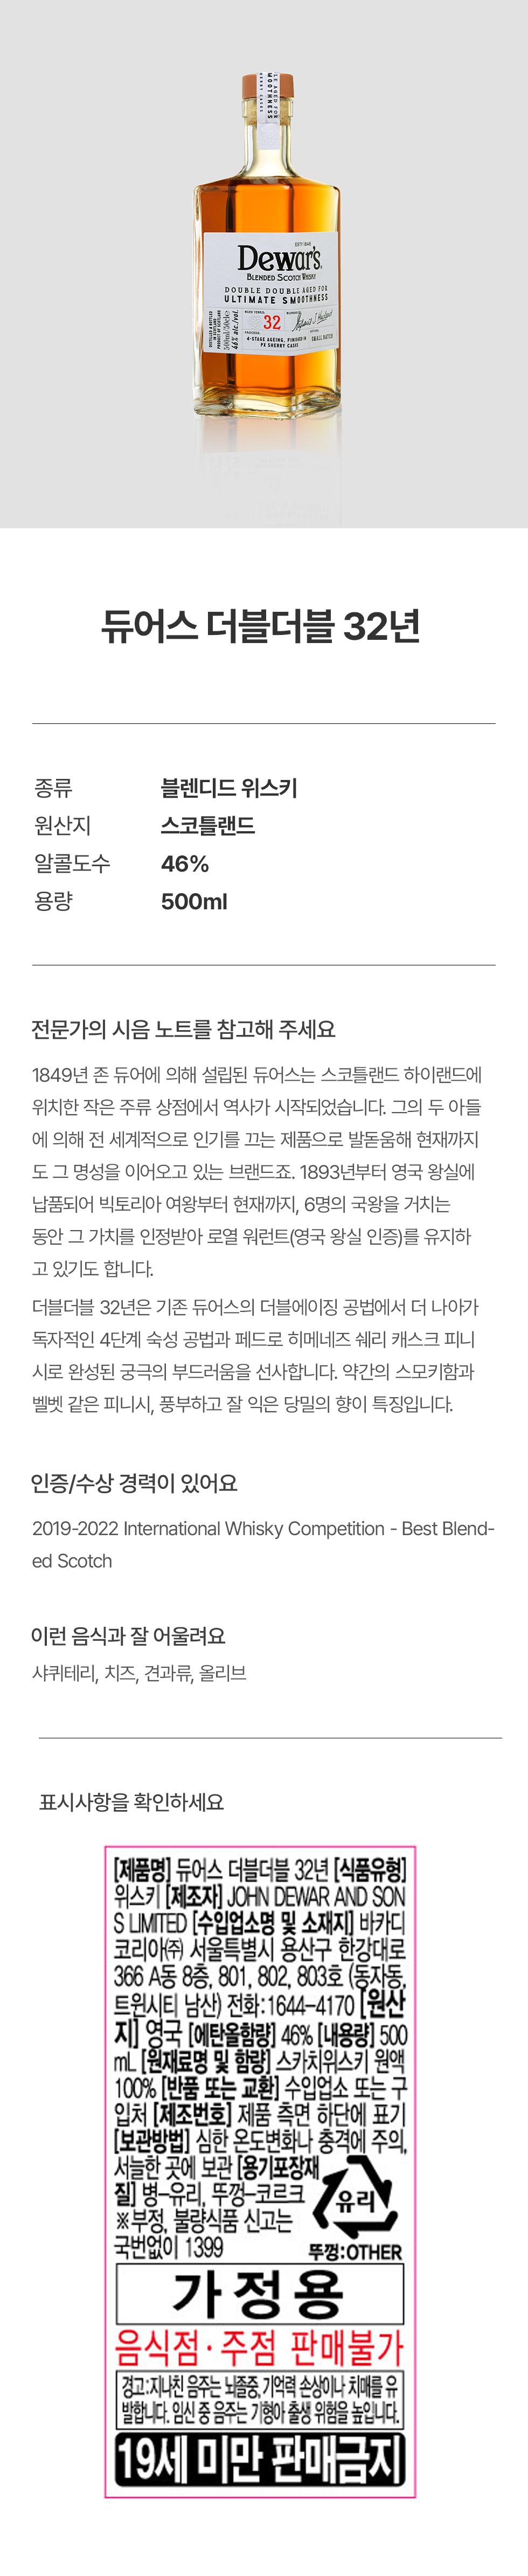 ESTD 1846
Dewar's
BLENDED SCOTCH WHISKY
DOUBLE DOUBLE AGED FOR
ULTIMATE SMOOTHNESS
32
46% alc./vol.
4-STAGE AGEING, FINISHED IN
PX SHERRY CASKS
SMALL BATCH
듀어스 더블더블 32년
종류 블렌디드 위스키
원산지 스코틀랜드
알콜도수 46%
용량 500ml
전문가의 시음 노트를 참고해 주세요
1849년 존 듀어에 의해 설립된 듀어스는 스코틀랜드 하이랜드에
위치한 작은 주류 상점에서 역사가 시작되었습니다. 그의 두 아들
에 의해 전 세계적으로 인기를 끄는 제품으로 발돋움해 현재까지
도 그 명성을 이어오고 있는 브랜드죠. 1893년부터 영국 왕실에
납품되어 빅토리아 여왕부터 현재까지, 6명의 국왕을 거치는
동안 그 가치를 인정받아 로열 워런트(영국 왕실 인증)를 유지하
고 있기도 합니다.
더블더블 32년은 기존 듀어스의 더블에이징 공법에서 더 나아가
독자적인 4단계 숙성 공법과 페드로 히메네즈 쉐리 캐스크 피니
시로 완성된 궁극의 부드러움을 선사합니다. 약간의 스모키함과
벨벳 같은 피니시, 풍부하고 잘 익은 당밀의 향이 특징입니다.
인증/수상 경력이 있어요
2019-2022 International Whisky Competition - Best Blend-
ed Scotch
이런 음식과 잘 어울려요
샤퀴테리, 치즈, 견과류, 올리브
표시사항을 확인하세요
[제품명] 듀어스 더블더블 32년 [식품유형]
위스키 [제조자] JOHN DEWAR AND SON
S LIMITED [수입업소명 및 소재지] 바카디
코리아㈜ 서울특별시 용산구 한강대로
366 A동 8층, 801, 802, 803호 (동자동,
트윈시티 남산) 전화:1644-4170 [원산
지] 영국 [에탄올함량] 46% [내용량] 500
mL [원재료명 및 함량] 스카치위스키 원액
100% [반품 또는 교환] 수입업소 또는 구
입처 [제조번호] 제품 측면 하단에 표기
[보관방법] 심한 온도변화나 충격에 주의,
서늘한 곳에 보관 [용기포장재
질] 병-유리, 뚜껑-코르크
※부정, 불량식품 신고는
국번없이 1399
유리
뚜껑:OTHER
가정용
음식점·주점 판매불가
경고:지나친 음주는 뇌졸중, 기억력 손상이나 치매를 유
발합니다. 임신 중 음주는 기형아 출생 위험을 높입니다.
19세 미만 판매금지